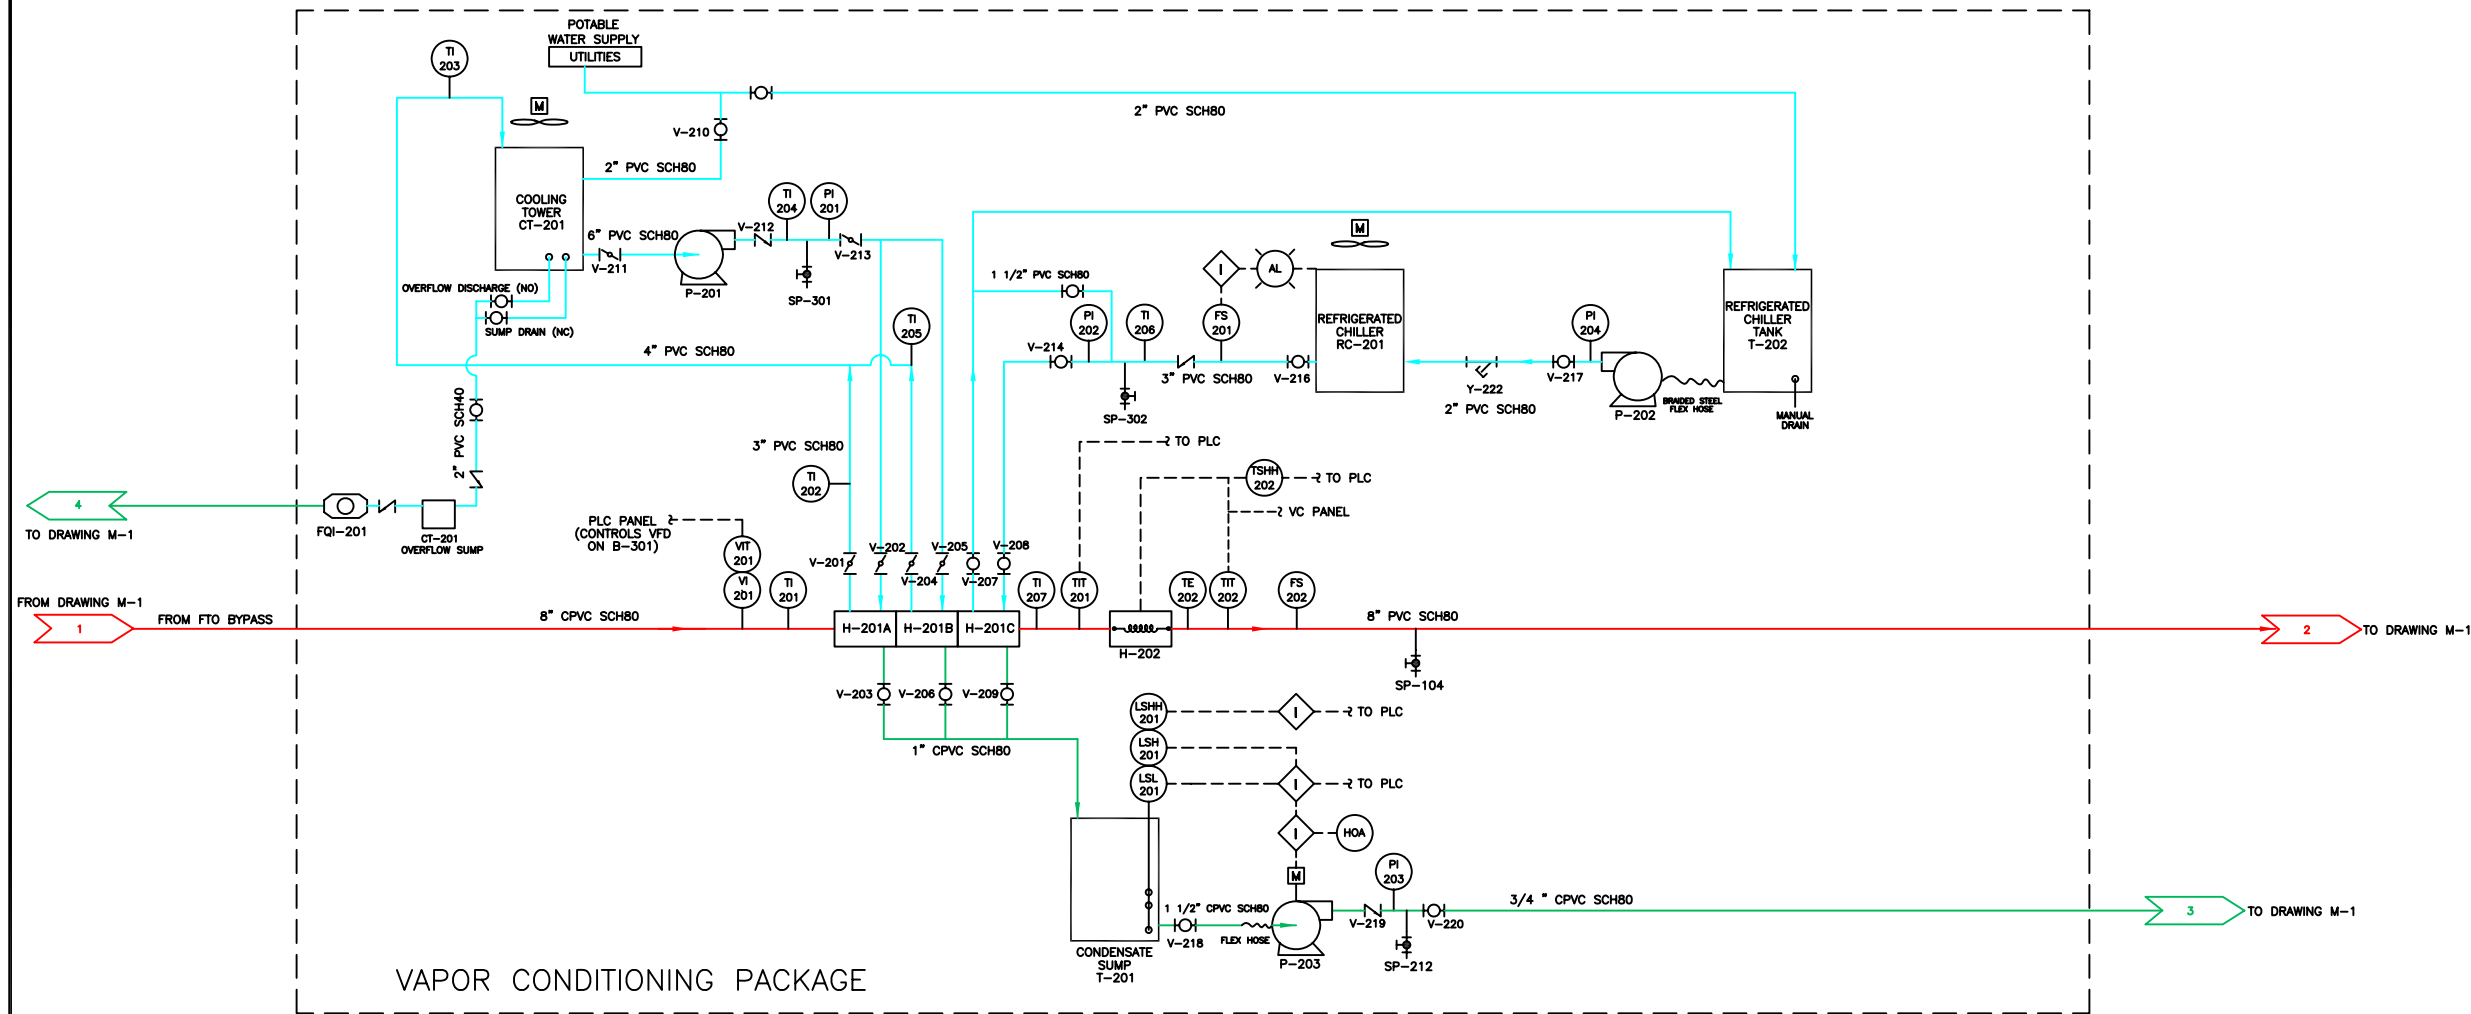 POTABLE
WATER SUPPLY
UTILITIES
TI
203
M
2" PVC SCH80
V-210
2" PVC SCH80
COOLING
TOWER
CT-201
6" PVC SCH80
V-211
P-201
V-212
TI
204
PI
201
V-213
SP-301
OVERFLOW DISCHARGE (NO)
SUMP DRAIN (NC)
4" PVC SCH80
TI
205
1 1/2" PVC SCH80
I
AL
M
PI
202
TI
206
FS
201
REFRIGERATED
CHILLER
RC-201
V-214
3" PVC SCH80
V-216
SP-302
PI
204
Y-222
V-217
2" PVC SCH80
P-202
BRAIDED STEEL
FLEX HOSE
REFRIGERATED
CHILLER
TANK
T-202
MANUAL
DRAIN
2" PVC SCH40
3" PVC SCH80
TI
202
TO PLC
TSHH
202
TO PLC
VC PANEL
4
TO DRAWING M-1
FQI-201
CT-201
OVERFLOW SUMP
PLC PANEL
(CONTROLS VFD
ON B-301)
VIT
201
VI
201
TI
201
V-201
V-202
V-204
V-205
V-207
V-208
TI
207
TIT
201
TE
202
TIT
202
FS
202
FROM DRAWING M-1
1
FROM FTO BYPASS
8" CPVC SCH80
H-201A
H-201B
H-201C
H-202
8" PVC SCH80
SP-104
2
TO DRAWING M-1
V-203
V-206
V-209
1" CPVC SCH80
LSHH
201
I
TO PLC
LSH
201
LSL
201
I
TO PLC
I
HOA
M
PI
203
1 1/2" CPVC SCH80
V-218
FLEX HOSE
P-203
V-219
V-220
SP-212
3/4 " CPVC SCH80
3
TO DRAWING M-1
CONDENSATE
SUMP
T-201
VAPOR CONDITIONING PACKAGE